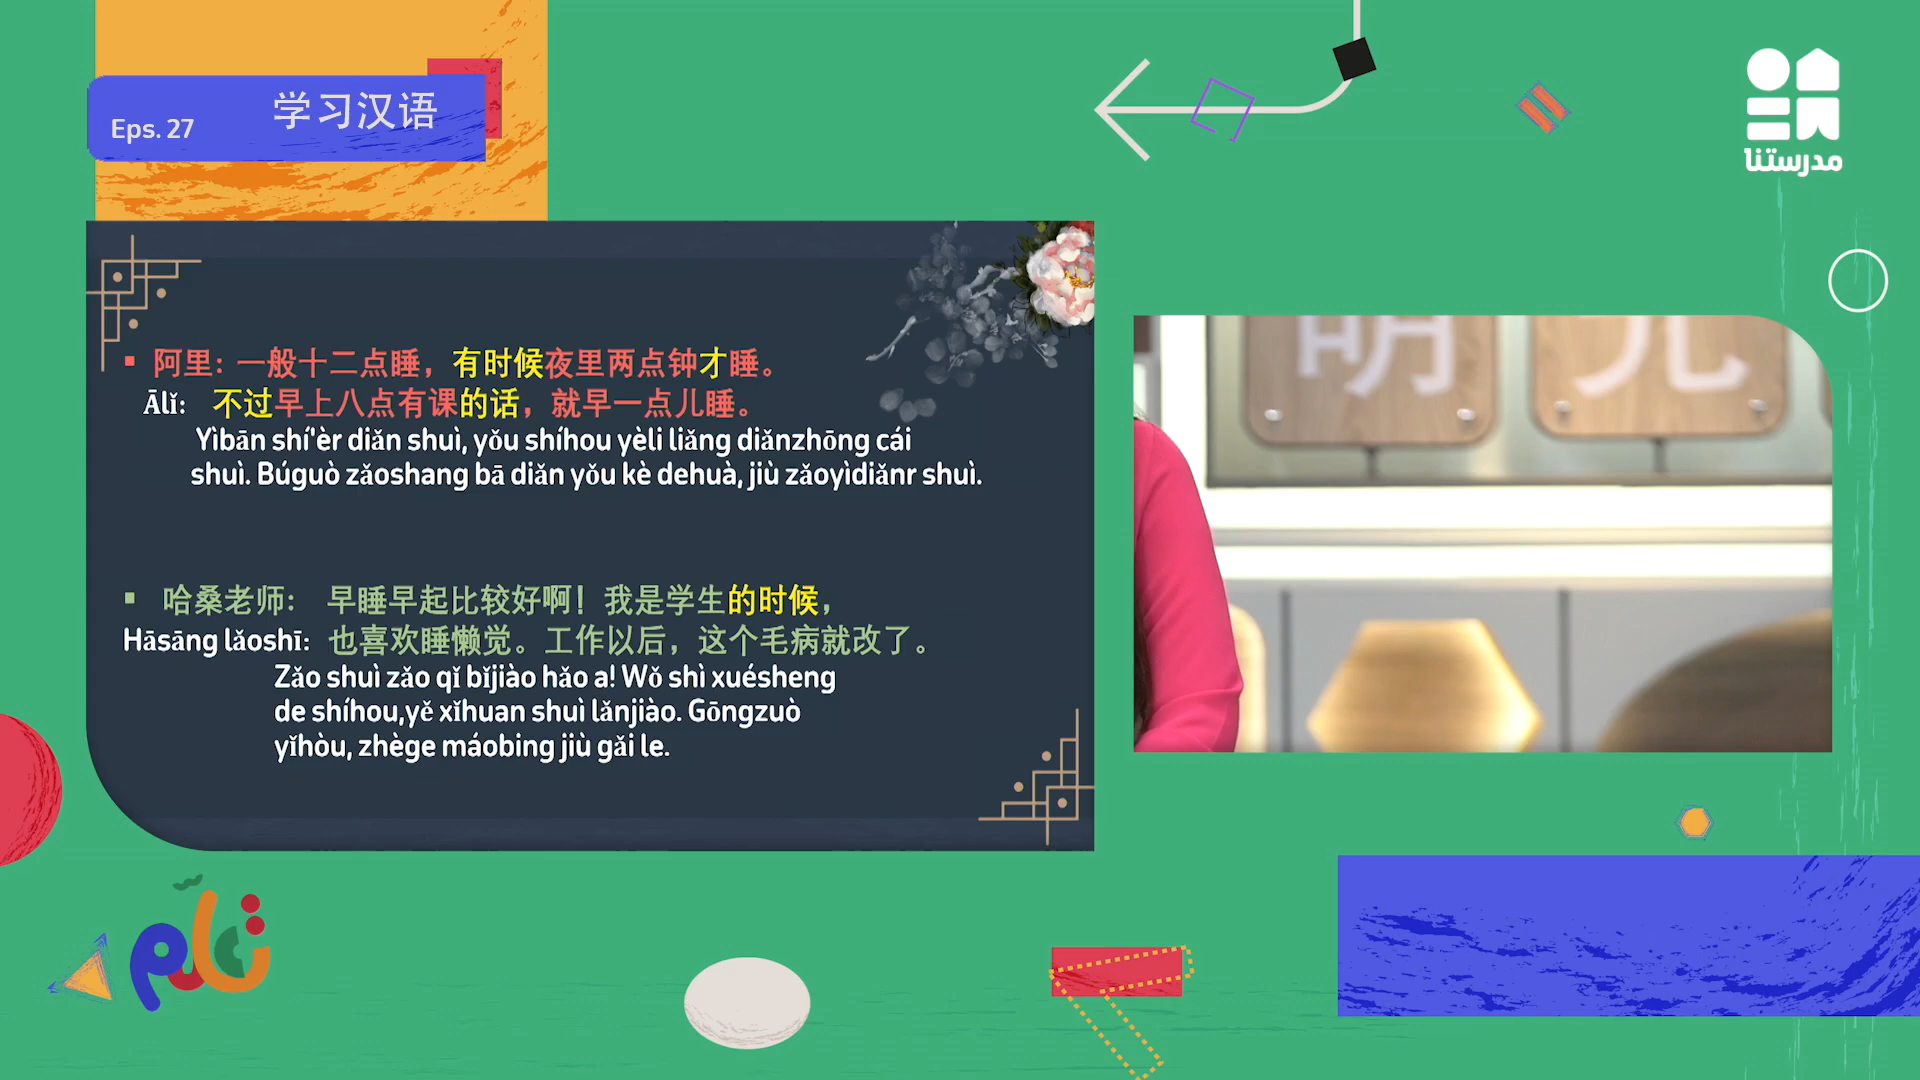 Eps. 27
学习汉语
مدرستنا
▪ 阿里: 一般十二点睡，有时候夜里两点钟才睡。
Ālǐ: 不过早上八点有课的话，就早一点儿睡。
Yìbān shí'èr diǎn shuì, yǒu shíhou yèli liǎng diǎnzhōng cái
shuì. Búguò zǎoshang bā diǎn yǒu kè dehuà, jiù zǎoyìdiǎnr shuì.
▪ 哈桑老师: 早睡早起比较好啊！我是学生的时候，
Hāsāng lǎoshī: 也喜欢睡懒觉。工作以后，这个毛病就改了。
Zǎo shuì zǎo qǐ bǐjiào hǎo a! Wǒ shì xuésheng
de shíhou,yě xǐhuan shuì lǎnjiào. Gōngzuò
yǐhòu, zhège máobing jiù gǎi le.
明